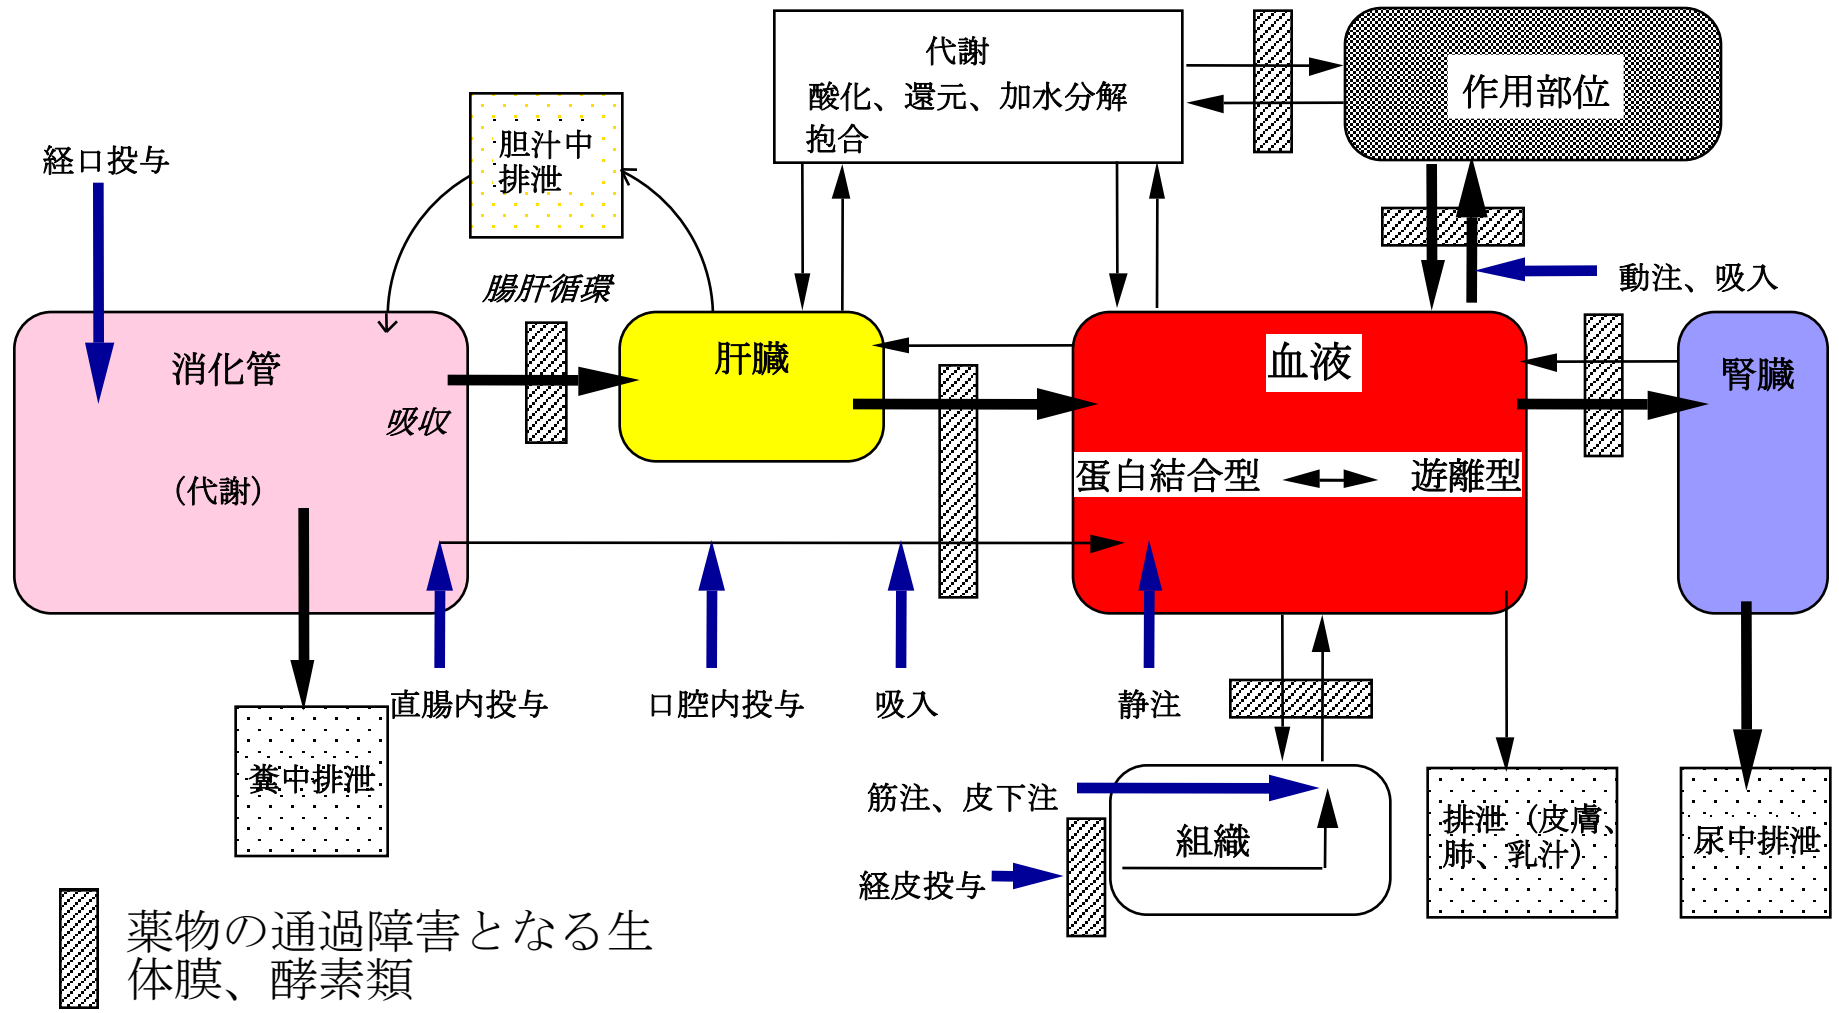 代謝
酸化、還元、加水分解
抱合
作用部位
胆汁中
排泄
経口投与
腸肝循環
動注、吸入
消化管
肝臓
血液
腎臓
吸収
蛋白結合型
遊離型
（代謝）
直腸内投与
口腔内投与
吸入
静注
糞中排泄
筋注、皮下注
組織
排泄（皮膚、
肺、乳汁）
尿中排泄
経皮投与
薬物の通過障害となる生
体膜、酵素類